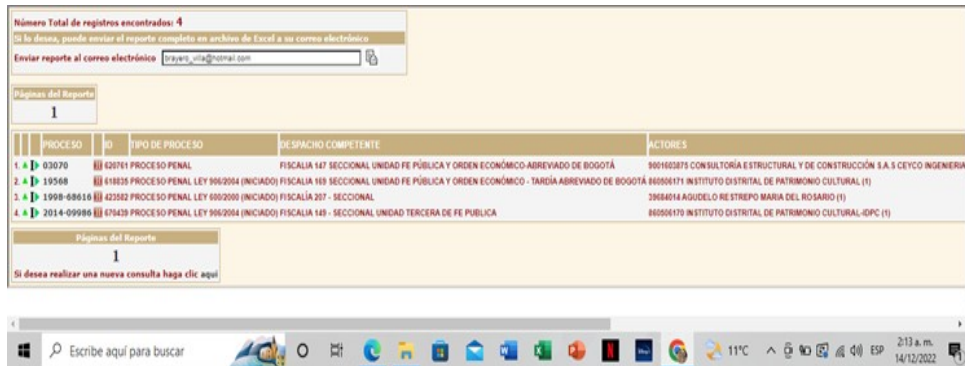 Número Total de registros encontrados: 4
Si lo desea, puede enviar el reporte completo en archivo de Excel a su correo electrónico
Enviar reporte al correo electrónico brayero_villa@hotmail.com
Páginas del Reporte
1
PROCESO ID TIPO DE PROCESO DESPACHO COMPETENTE ACTORES
1. 03070 620761 PROCESO PENAL FISCALIA 147 SECCIONAL UNIDAD FE PÚBLICA Y ORDEN ECONÓMICO-ABREVIADO DE BOGOTÁ 9001603875 CONSULTORÍA ESTRUCTURAL Y DE CONSTRUCCIÓN S.A.S CEYCO INGENIERIA
2. 19568 618835 PROCESO PENAL LEY 906/2004 (INICIADO) FISCALIA 169 SECCIONAL UNIDAD FE PÚBLICA Y ORDEN ECONÓMICO - TARDÍA ABREVIADO DE BOGOTÁ 860506171 INSTITUTO DISTRITAL DE PATRIMONIO CULTURAL (1)
3. 1998-68616 423582 PROCESO PENAL LEY 600/2000 (INICIADO) FISCALÍA 207 - SECCIONAL 39684014 AGUDELO RESTREPO MARIA DEL ROSARIO (1)
4. 2014-09986 670439 PROCESO PENAL LEY 906/2004 (INICIADO) FISCALIA 149 - SECCIONAL UNIDAD TERCERA DE FE PUBLICA 860506170 INSTITUTO DISTRITAL DE PATRIMONIO CULTURAL-IDPC (1)
Páginas del Reporte
1
Si desea realizar una nueva consulta haga clic aqui
Escribe aquí para buscar 11°C ESP 2:13 a. m.
14/12/2022